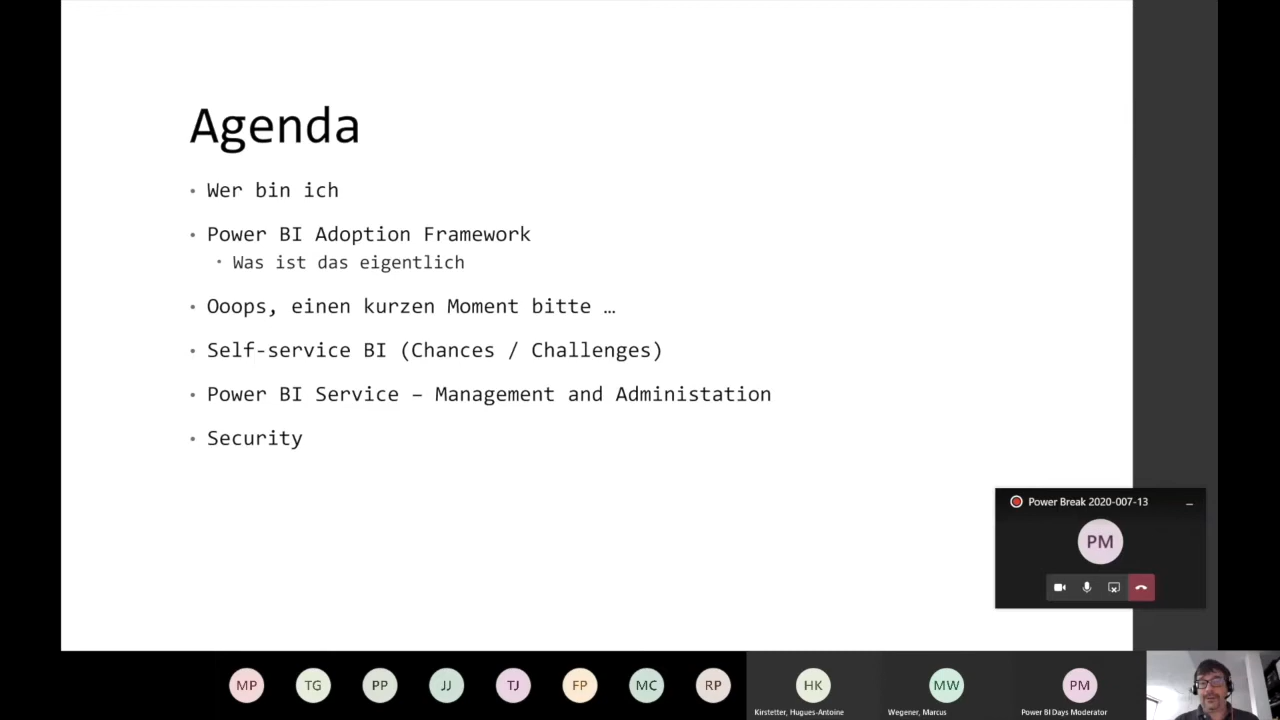 Agenda
• Wer bin ich
• Power BI Adoption Framework
• Was ist das eigentlich
• Ooops, einen kurzen Moment bitte …
• Self-service BI (Chances / Challenges)
• Power BI Service – Management and Administation
• Security
Power Break 2020-007-13
PM
MP TG PP JJ TJ FP MC RP HK MW PM
Kirstetter, Hugues-Antoine Wegener, Marcus Power BI Days Moderator